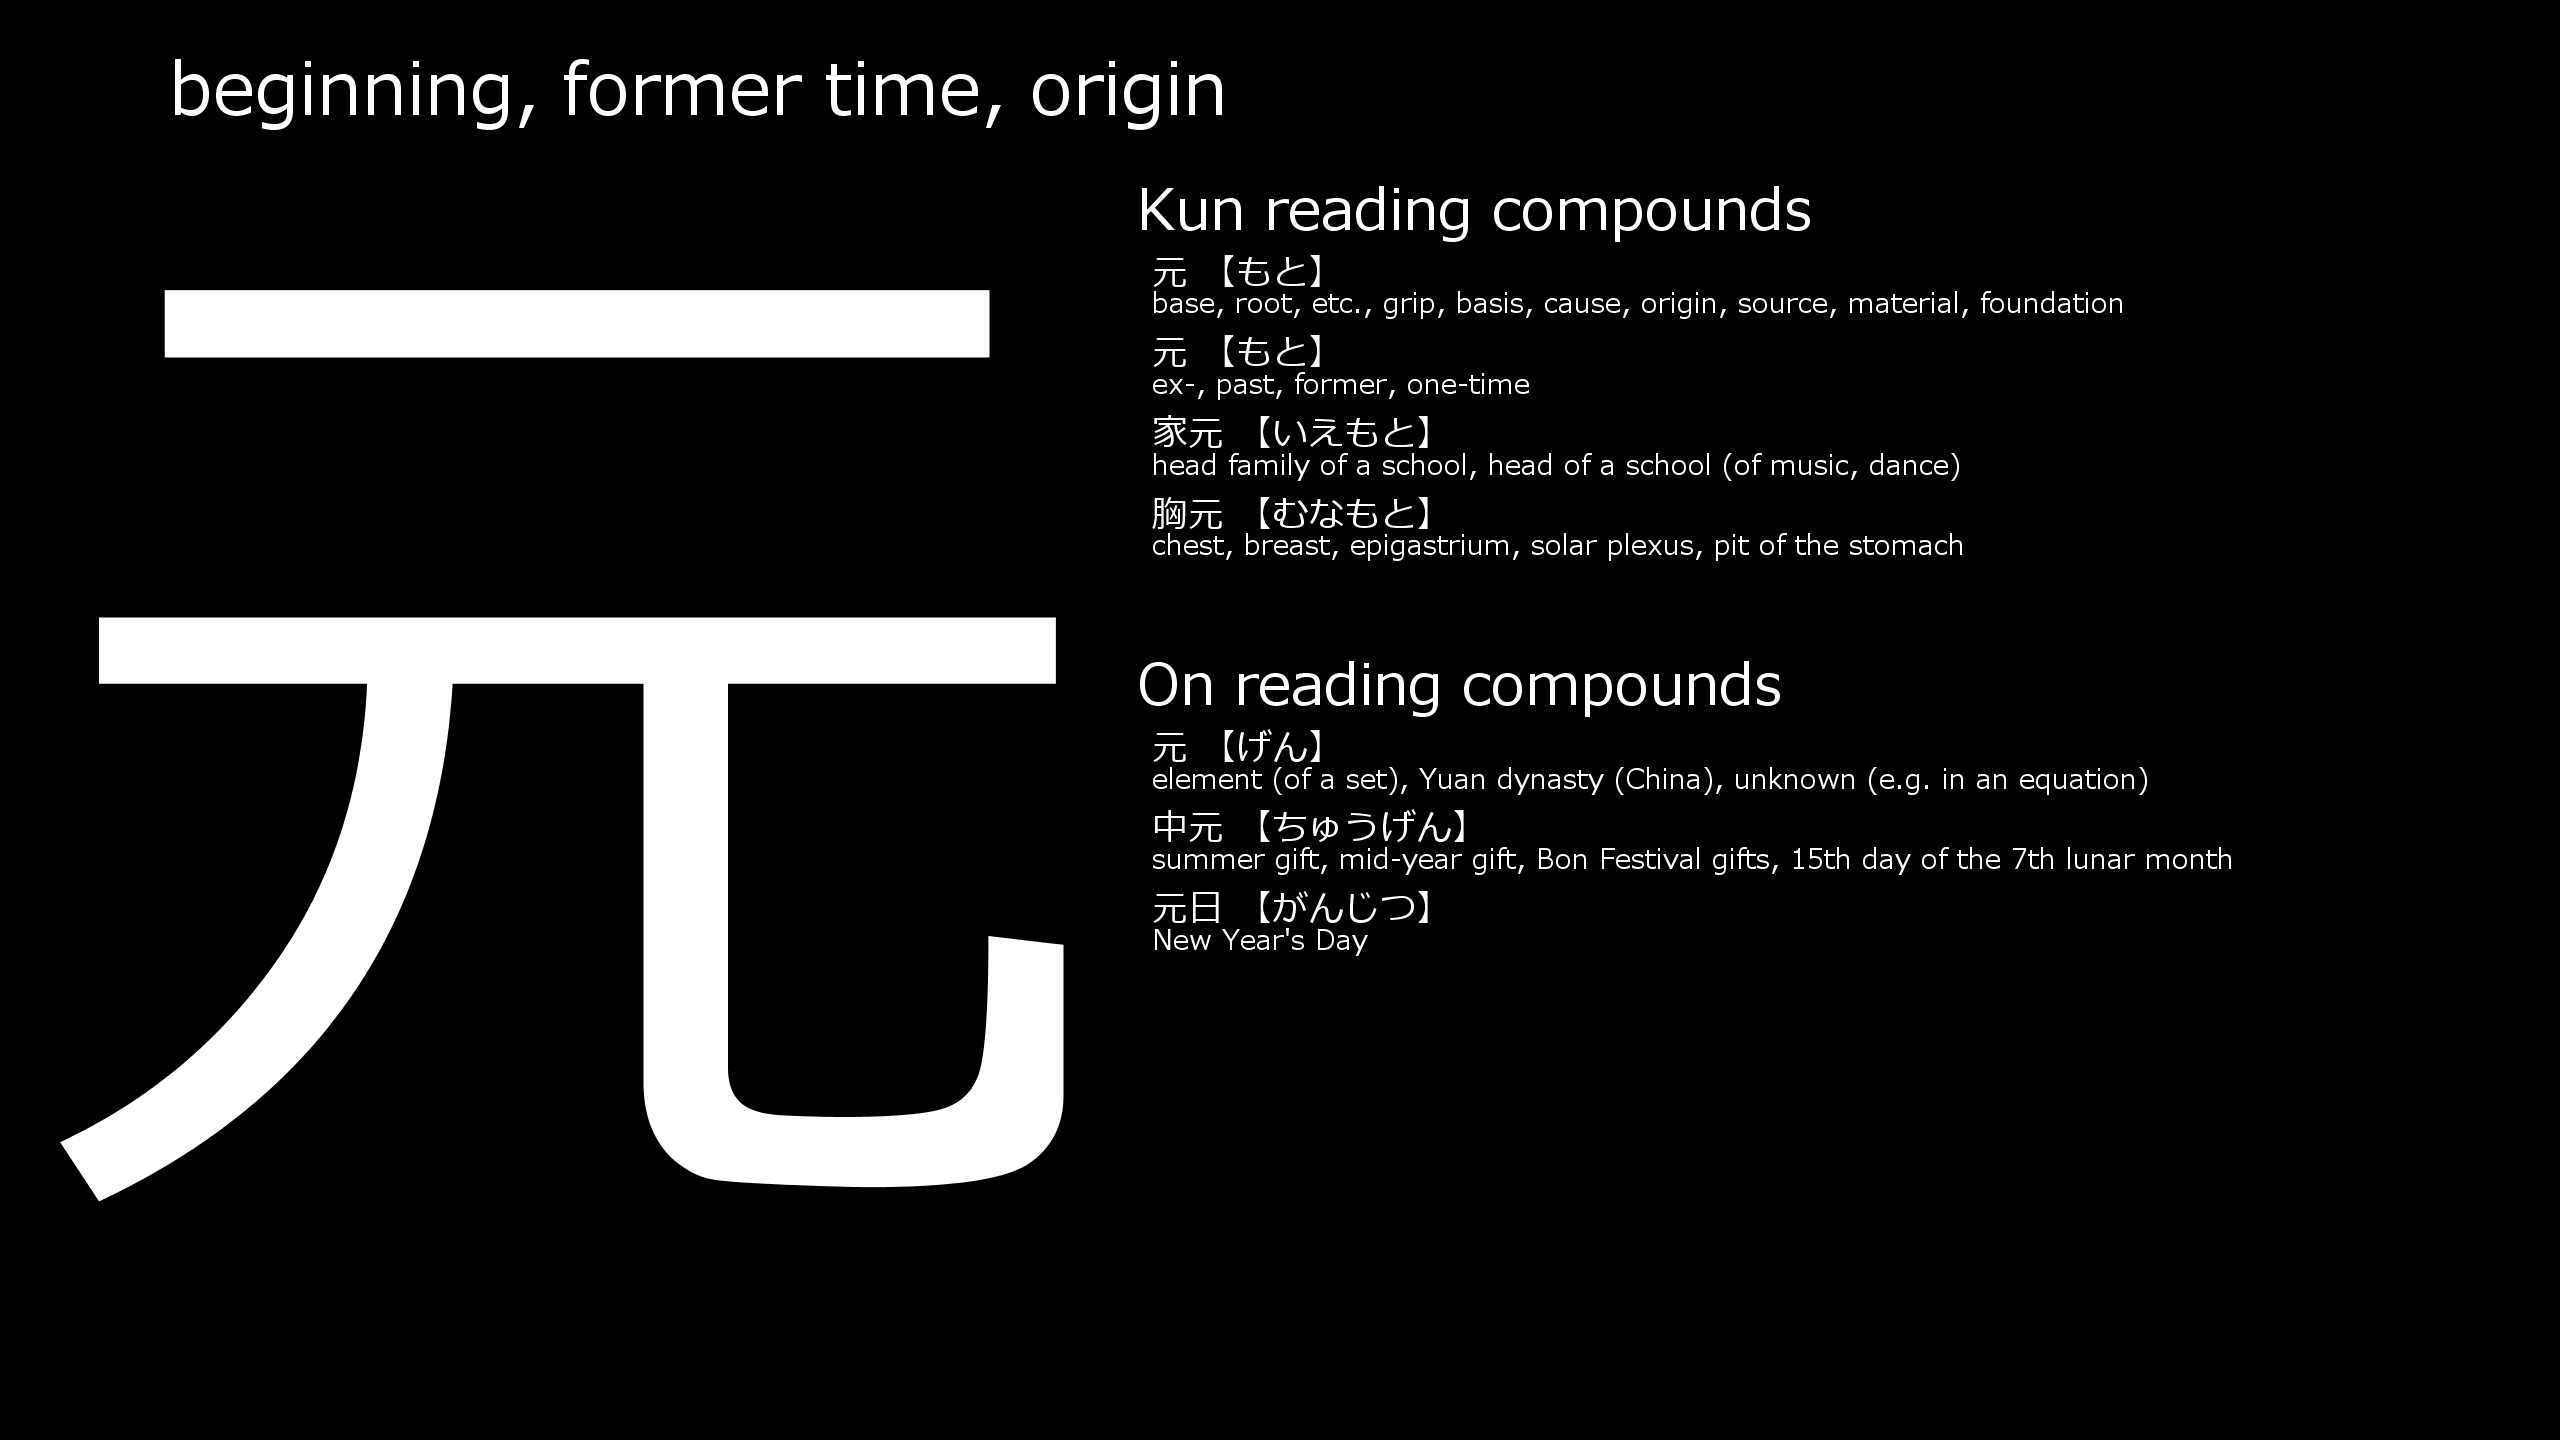 beginning, former time, origin
元
Kun reading compounds
元 【もと】
base, root, etc., grip, basis, cause, origin, source, material, foundation
元 【もと】
ex-, past, former, one-time
家元 【いえもと】
head family of a school, head of a school (of music, dance)
胸元 【むなもと】
chest, breast, epigastrium, solar plexus, pit of the stomach
On reading compounds
元 【げん】
element (of a set), Yuan dynasty (China), unknown (e.g. in an equation)
中元 【ちゅうげん】
summer gift, mid-year gift, Bon Festival gifts, 15th day of the 7th lunar month
元日 【がんじつ】
New Year's Day